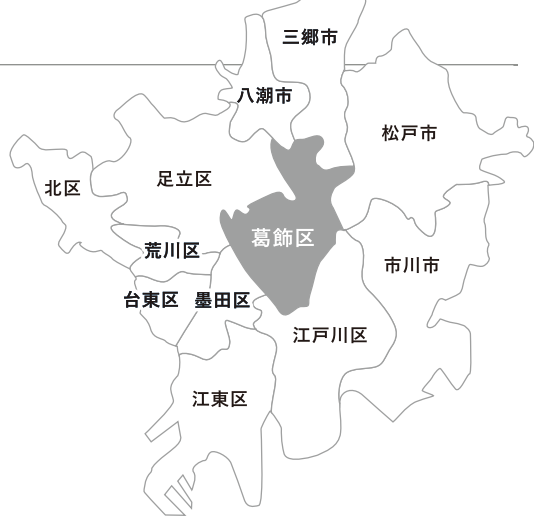 三郷市
八潮市
松戸市
足立区
北区
葛飾区
荒川区
市川市
台東区
墨田区
江戸川区
江東区